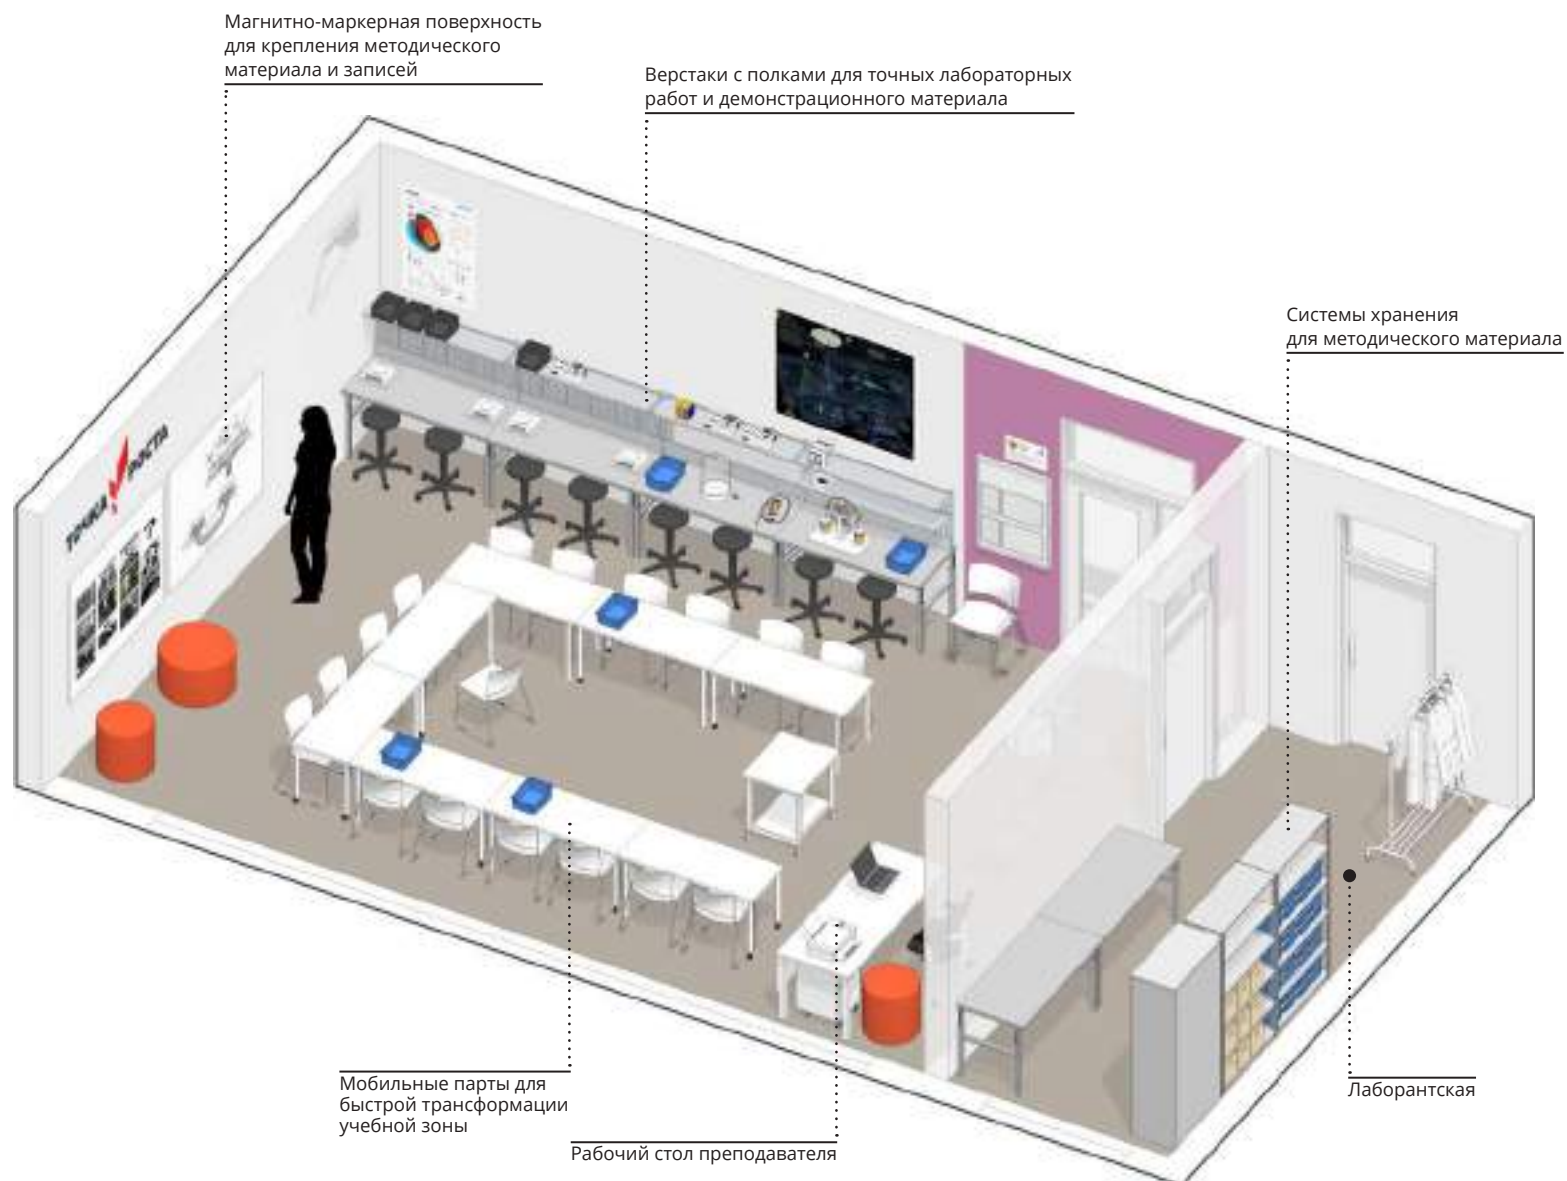 Магнитно-маркерная поверхность
для крепления методического
материала и записей
Верстаки с полками для точных лабораторных
работ и демонстрационного материала
Системы хранения
для методического материала
ТОЧКА РОСТА
Мобильные парты для
быстрой трансформации
учебной зоны
Рабочий стол преподавателя
Лаборантская